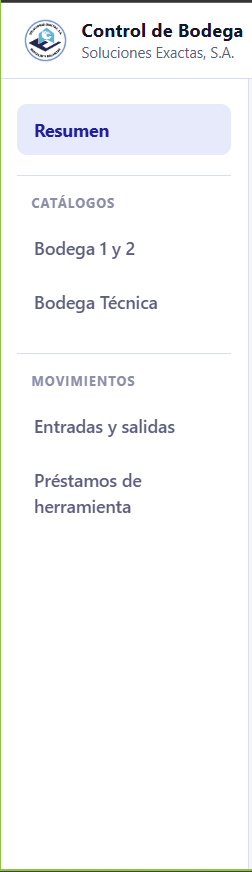 Control de Bodega
Soluciones Exactas, S.A.
Resumen
CATÁLOGOS
Bodega 1 y 2
Bodega Técnica
MOVIMIENTOS
Entradas y salidas
Préstamos de
herramienta